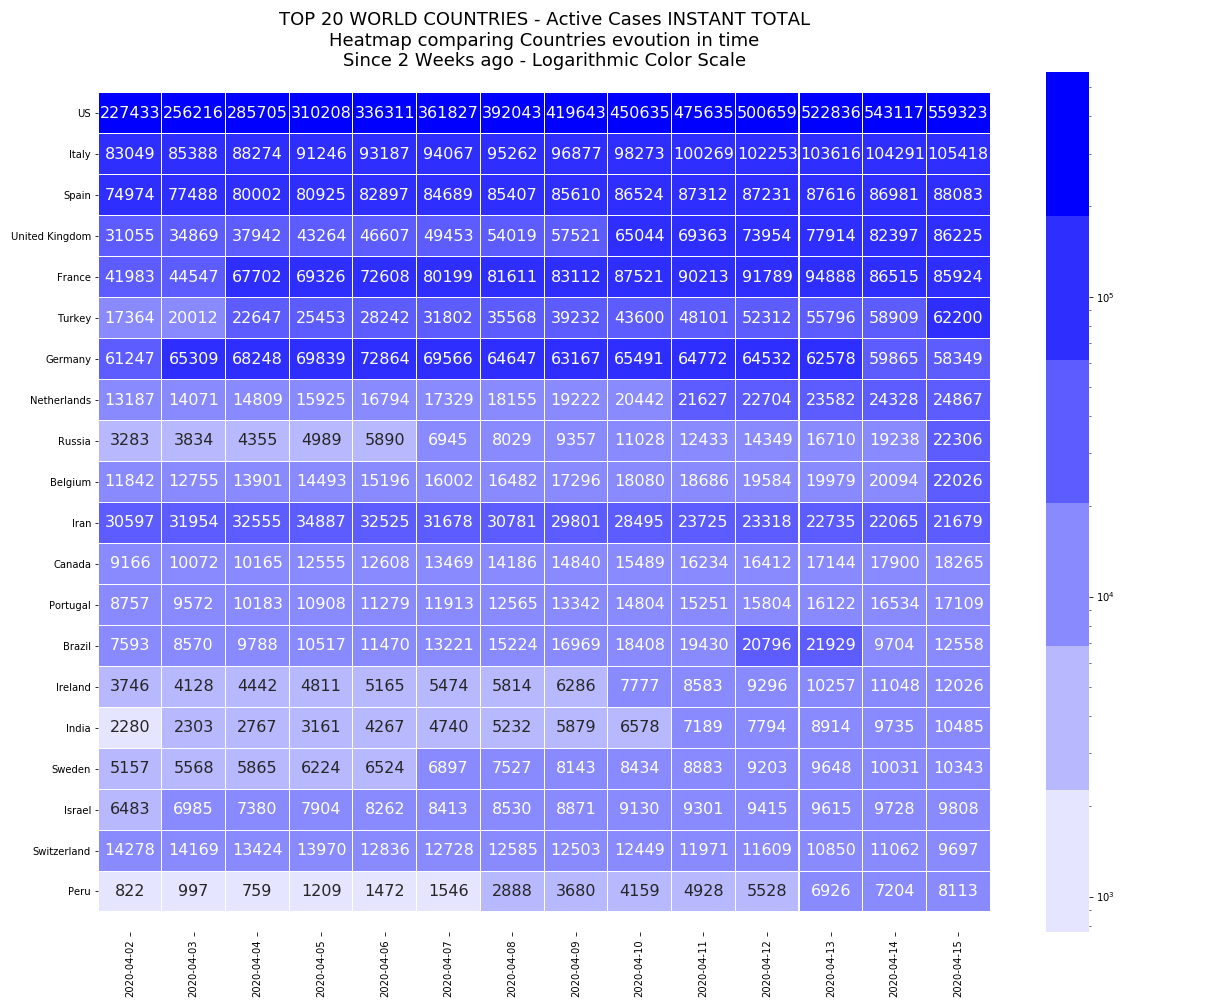 TOP 20 WORLD COUNTRIES - Active Cases INSTANT TOTAL
Heatmap comparing Countries evoution in time
Since 2 Weeks ago - Logarithmic Color Scale
US 227433 256216 285705 310208 336311 361827 392043 419643 450635 475635 500659 522836 543117 559323
Italy 83049 85388 88274 91246 93187 94067 95262 96877 98273 100269 102253 103616 104291 105418
Spain 74974 77488 80002 80925 82897 84689 85407 85610 86524 87312 87231 87616 86981 88083
United Kingdom 31055 34869 37942 43264 46607 49453 54019 57521 65044 69363 73954 77914 82397 86225
France 41983 44547 67702 69326 72608 80199 81611 83112 87521 90213 91789 94888 86515 85924
Turkey 17364 20012 22647 25453 28242 31802 35568 39232 43600 48101 52312 55796 58909 62200
Germany 61247 65309 68248 69839 72864 69566 64647 63167 65491 64772 64532 62578 59865 58349
Netherlands 13187 14071 14809 15925 16794 17329 18155 19222 20442 21627 22704 23582 24328 24867
Russia 3283 3834 4355 4989 5890 6945 8029 9357 11028 12433 14349 16710 19238 22306
Belgium 11842 12755 13901 14493 15196 16002 16482 17296 18080 18686 19584 19979 20094 22026
Iran 30597 31954 32555 34887 32525 31678 30781 29801 28495 23725 23318 22735 22065 21679
Canada 9166 10072 10165 12555 12608 13469 14186 14840 15489 16234 16412 17144 17900 18265
Portugal 8757 9572 10183 10908 11279 11913 12565 13342 14804 15251 15804 16122 16534 17109
Brazil 7593 8570 9788 10517 11470 13221 15224 16969 18408 19430 20796 21929 9704 12558
Ireland 3746 4128 4442 4811 5165 5474 5814 6286 7777 8583 9296 10257 11048 12026
India 2280 2303 2767 3161 4267 4740 5232 5879 6578 7189 7794 8914 9735 10485
Sweden 5157 5568 5865 6224 6524 6897 7527 8143 8434 8883 9203 9648 10031 10343
Israel 6483 6985 7380 7904 8262 8413 8530 8871 9130 9301 9415 9615 9728 9808
Switzerland 14278 14169 13424 13970 12836 12728 12585 12503 12449 11971 11609 10850 11062 9697
Peru 822 997 759 1209 1472 1546 2888 3680 4159 4928 5528 6926 7204 8113
2020-04-02 2020-04-03 2020-04-04 2020-04-05 2020-04-06 2020-04-07 2020-04-08 2020-04-09 2020-04-10 2020-04-11 2020-04-12 2020-04-13 2020-04-14 2020-04-15
10⁵
10⁴
10³